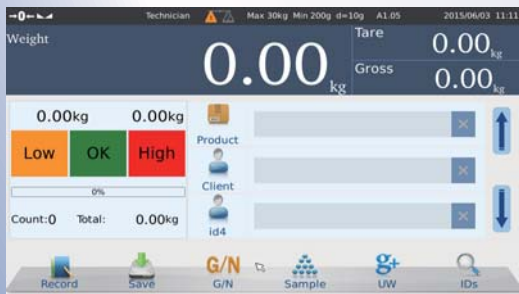 →0← Technician Max 30kg Min 200g d=10g A1.05 2015/06/03 11:11
Weight
0.00 kg
Tare 0.00 kg
Gross 0.00 kg
0.00kg 0.00kg
Low OK High
0%
Count:0 Total: 0.00kg
Product
Client
id4
G/N g+
Record Save G/N Sample UW IDs